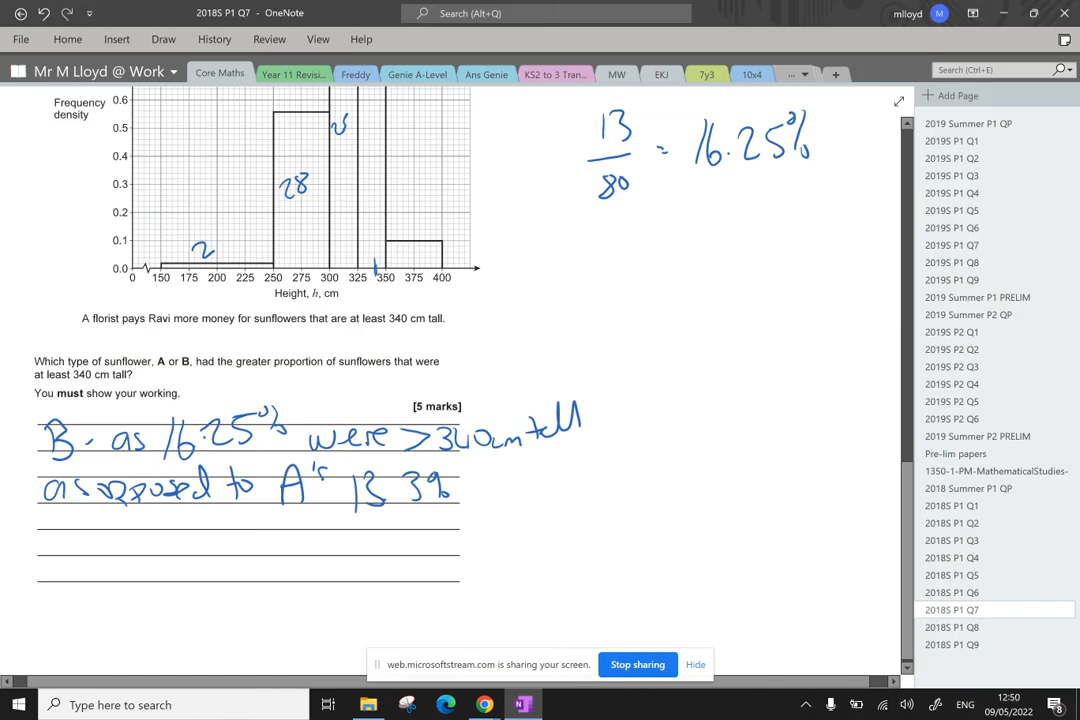 2018S P1 Q7 - OneNote
Search (Alt+Q)
mlloyd
M
File Home Insert Draw History Review View Help
Mr M Lloyd @ Work
Core Maths
Year 11 Revisi...
Freddy
Genie A-Level
Ans Genie
KS2 to 3 Tran...
MW
EKJ
7y3
10x4
...
Search (Ctrl+E)
Add Page
2019 Summer P1 QP
2019S P1 Q1
2019S P1 Q2
2019S P1 Q3
2019S P1 Q4
2019S P1 Q5
2019S P1 Q6
2019S P1 Q7
2019S P1 Q8
2019S P1 Q9
2019 Summer P1 PRELIM
2019 Summer P2 QP
2019S P2 Q1
2019S P2 Q2
2019S P2 Q3
2019S P2 Q4
2019S P2 Q5
2019S P2 Q6
2018 Summer P2 PRELIM
Pre-lim papers
1350-1-PM-MathematicalStudies-
2018 Summer P1 QP
2018S P1 Q1
2018S P1 Q2
2018S P1 Q3
2018S P1 Q4
2018S P1 Q5
2018S P1 Q6
2018S P1 Q7
2018S P1 Q8
2018S P1 Q9
Frequency
density
0.6
0.5
0.4
0.3
0.2
0.1
0.0
28
2
0 150 175 200 225 250 275 300 325 350 375 400
Height, h, cm
13
80
= 16.25%
A florist pays Ravi more money for sunflowers that are at least 340 cm tall.
Which type of sunflower, A or B, had the greater proportion of sunflowers that were
at least 340 cm tall?
You must show your working.
[5 marks]
B - as 16.25% were >340cm tall
as opposed to A's 13.3%
web.microsoftstream.com is sharing your screen.
Stop sharing
Hide
Type here to search
ENG
12:50
09/05/2022
8